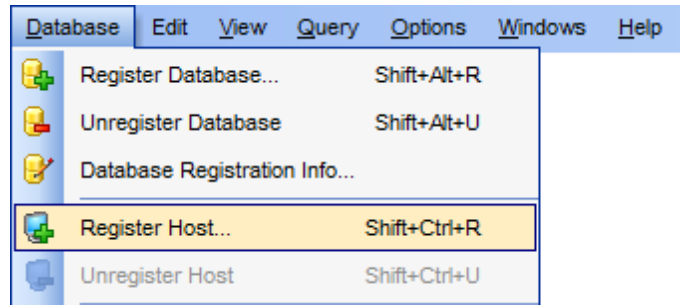 Database Edit View Query Options Windows Help
Register Database... Shift+Alt+R
Unregister Database Shift+Alt+U
Database Registration Info...
Register Host... Shift+Ctrl+R
Unregister Host Shift+Ctrl+U